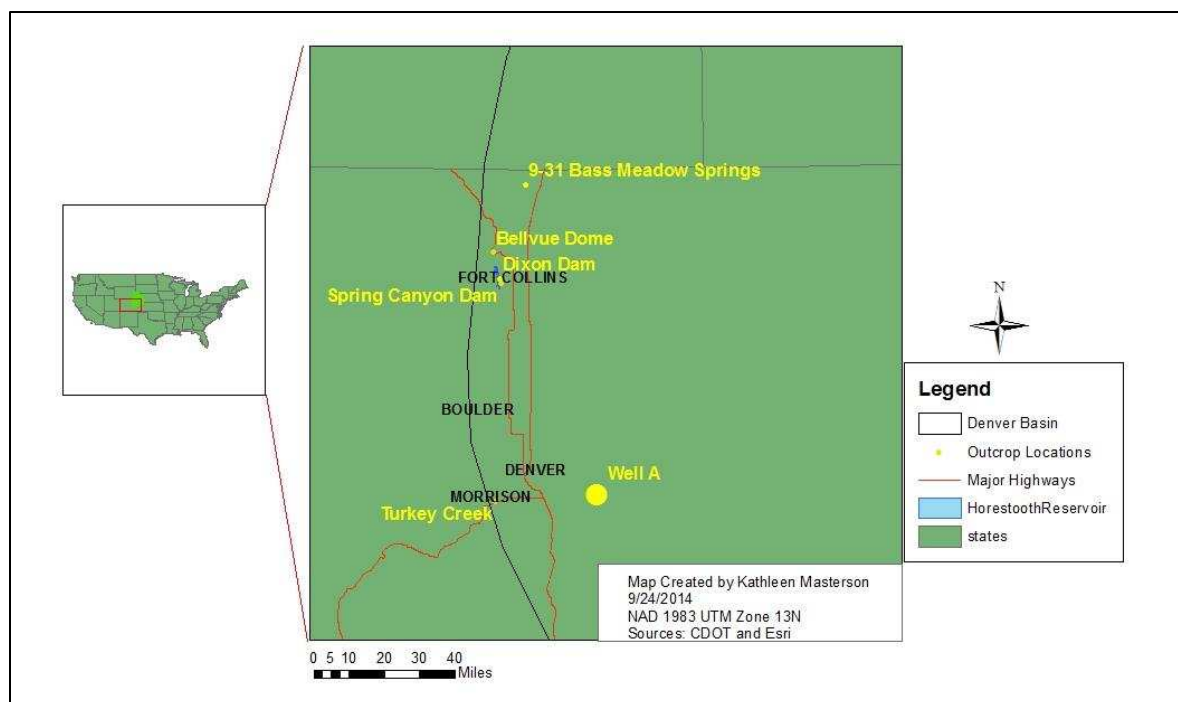 9-31 Bass Meadow Springs
Bellvue Dome
Dixon Dam
FORT COLLINS
Spring Canyon Dam
BOULDER
DENVER
Well A
MORRISON
Turkey Creek
N
Legend
Denver Basin
Outcrop Locations
Major Highways
HorestoothReservoir
states
Map Created by Kathleen Masterson
9/24/2014
NAD 1983 UTM Zone 13N
Sources: CDOT and Esri
0 5 10 20 30 40
Miles